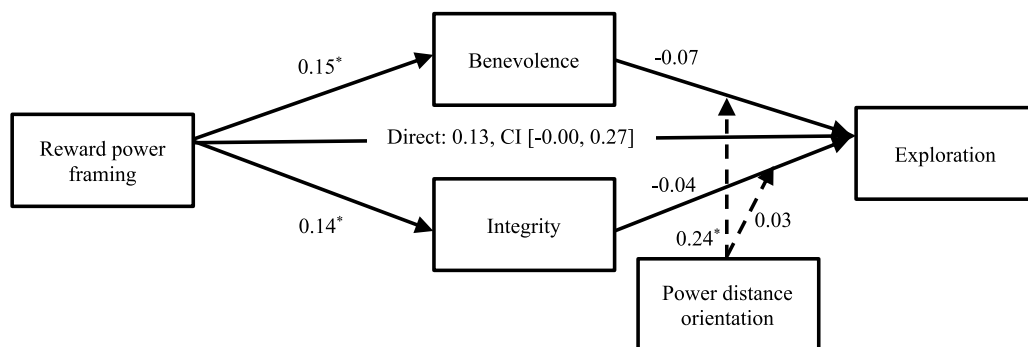 Benevolence
0.15*
-0.07
Reward power
framing
Direct: 0.13, CI [-0.00, 0.27]
Exploration
0.14*
Integrity
-0.04
0.24*
0.03
Power distance
orientation